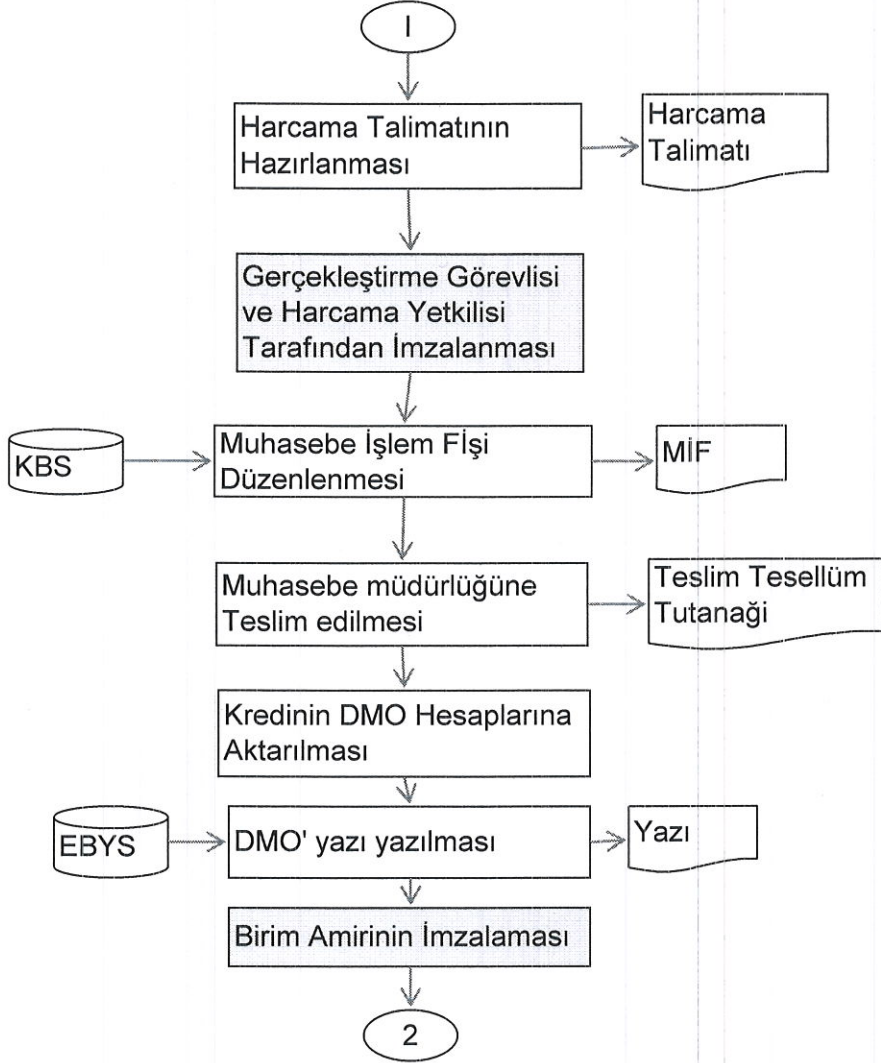 I
Harcama Talimatının
Hazırlanması
Harcama
Talimatı
Gerçekleştirme Görevlisi
ve Harcama Yetkilisi
Tarafından İmzalanması
KBS
Muhasebe İşlem Fİşi
Düzenlenmesi
MİF
Muhasebe müdürlüğüne
Teslim edilmesi
Teslim Tesellüm
Tutanaği
Kredinin DMO Hesaplarına
Aktarılması
EBYS
DMO' yazı yazılması
Yazı
Birim Amirinin İmzalaması
2